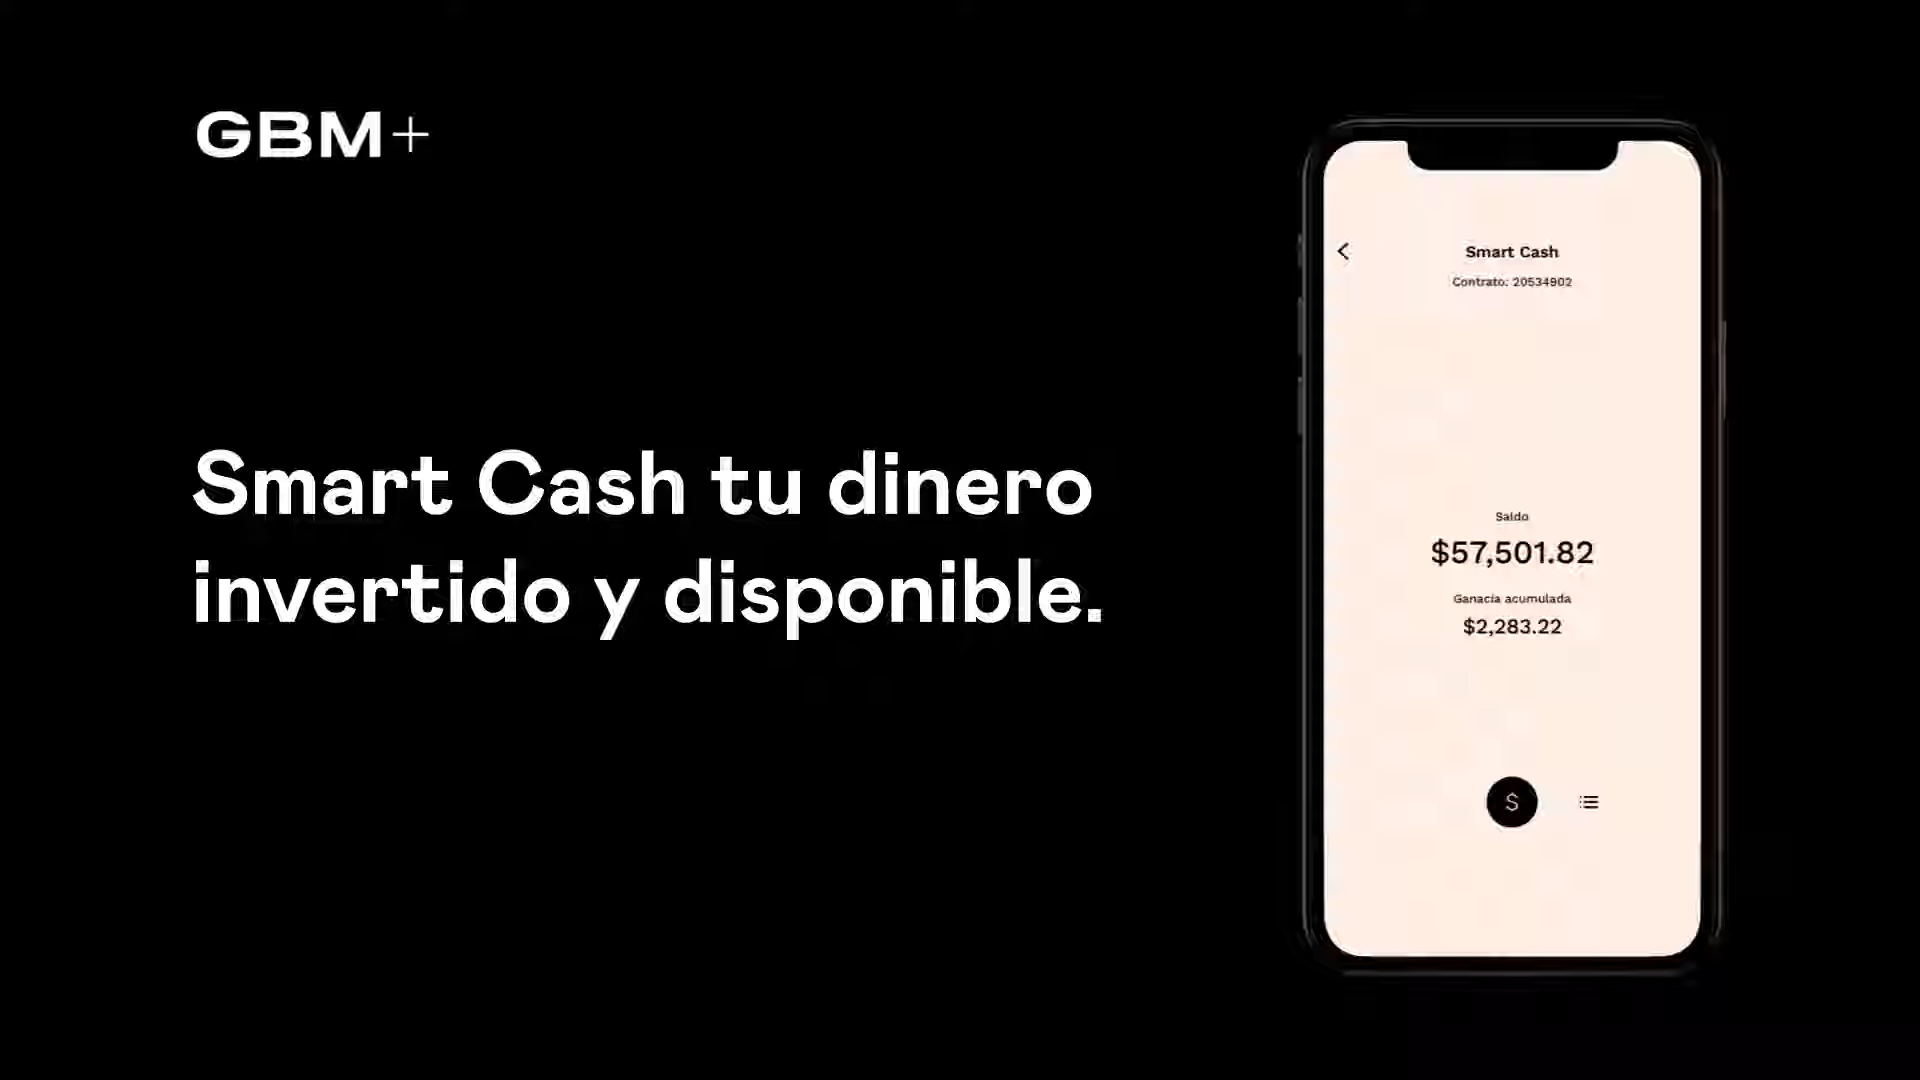 GBM+
Smart Cash tu dinero
invertido y disponible.
Smart Cash
Contrato: 20534902
Saldo
$57,501.82
Ganacia acumulada
$2,283.22
$